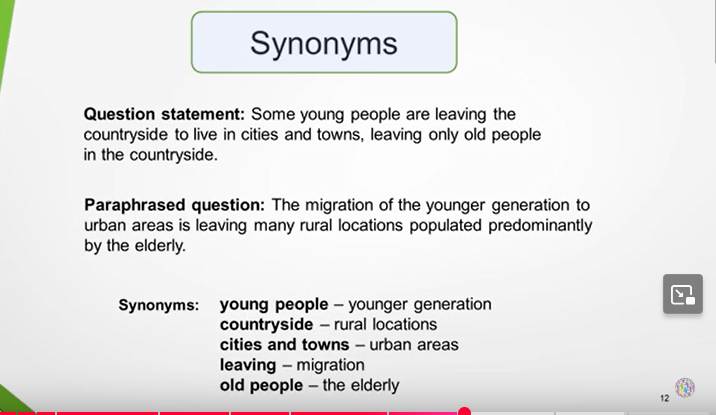 Synonyms
Question statement: Some young people are leaving the
countryside to live in cities and towns, leaving only old people
in the countryside.
Paraphrased question: The migration of the younger generation to
urban areas is leaving many rural locations populated predominantly
by the elderly.
Synonyms: young people – younger generation
countryside – rural locations
cities and towns – urban areas
leaving – migration
old people – the elderly
12